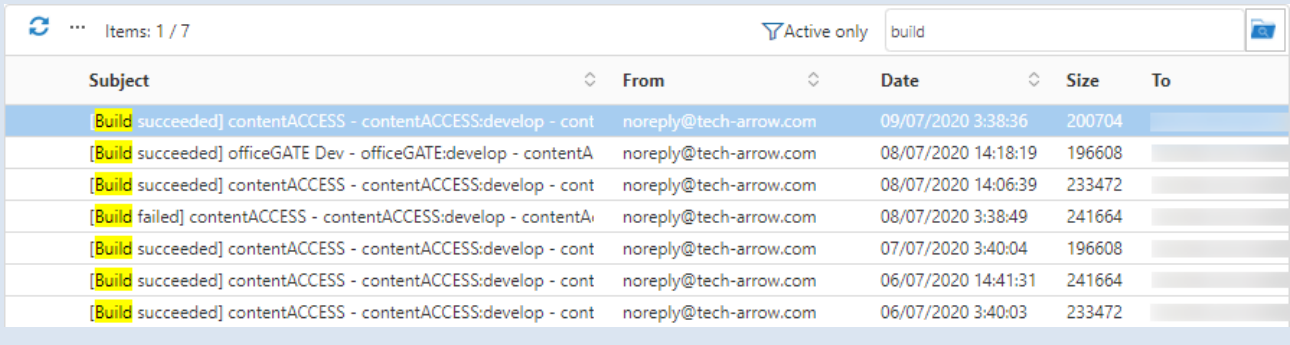 ... Items: 1 / 7 Active only build
Subject From Date Size To
[Build succeeded] contentACCESS - contentACCESS:develop - cont noreply@tech-arrow.com 09/07/2020 3:38:36 200704
[Build succeeded] officeGATE Dev - officeGATE:develop - contentA noreply@tech-arrow.com 08/07/2020 14:18:19 196608
[Build succeeded] contentACCESS - contentACCESS:develop - cont noreply@tech-arrow.com 08/07/2020 14:06:39 233472
[Build failed] contentACCESS - contentACCESS:develop - contentA noreply@tech-arrow.com 08/07/2020 3:38:49 241664
[Build succeeded] contentACCESS - contentACCESS:develop - cont noreply@tech-arrow.com 07/07/2020 3:40:04 196608
[Build succeeded] contentACCESS - contentACCESS:develop - cont noreply@tech-arrow.com 06/07/2020 14:41:31 241664
[Build succeeded] contentACCESS - contentACCESS:develop - cont noreply@tech-arrow.com 06/07/2020 3:40:03 233472